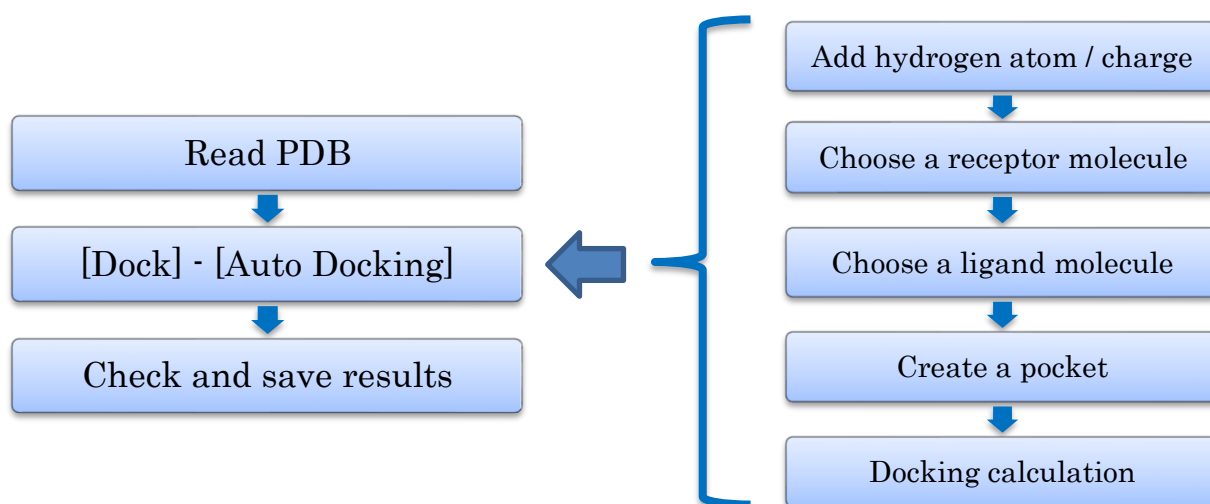 Read PDB
[Dock] - [Auto Docking]
Check and save results
Add hydrogen atom / charge
Choose a receptor molecule
Choose a ligand molecule
Create a pocket
Docking calculation